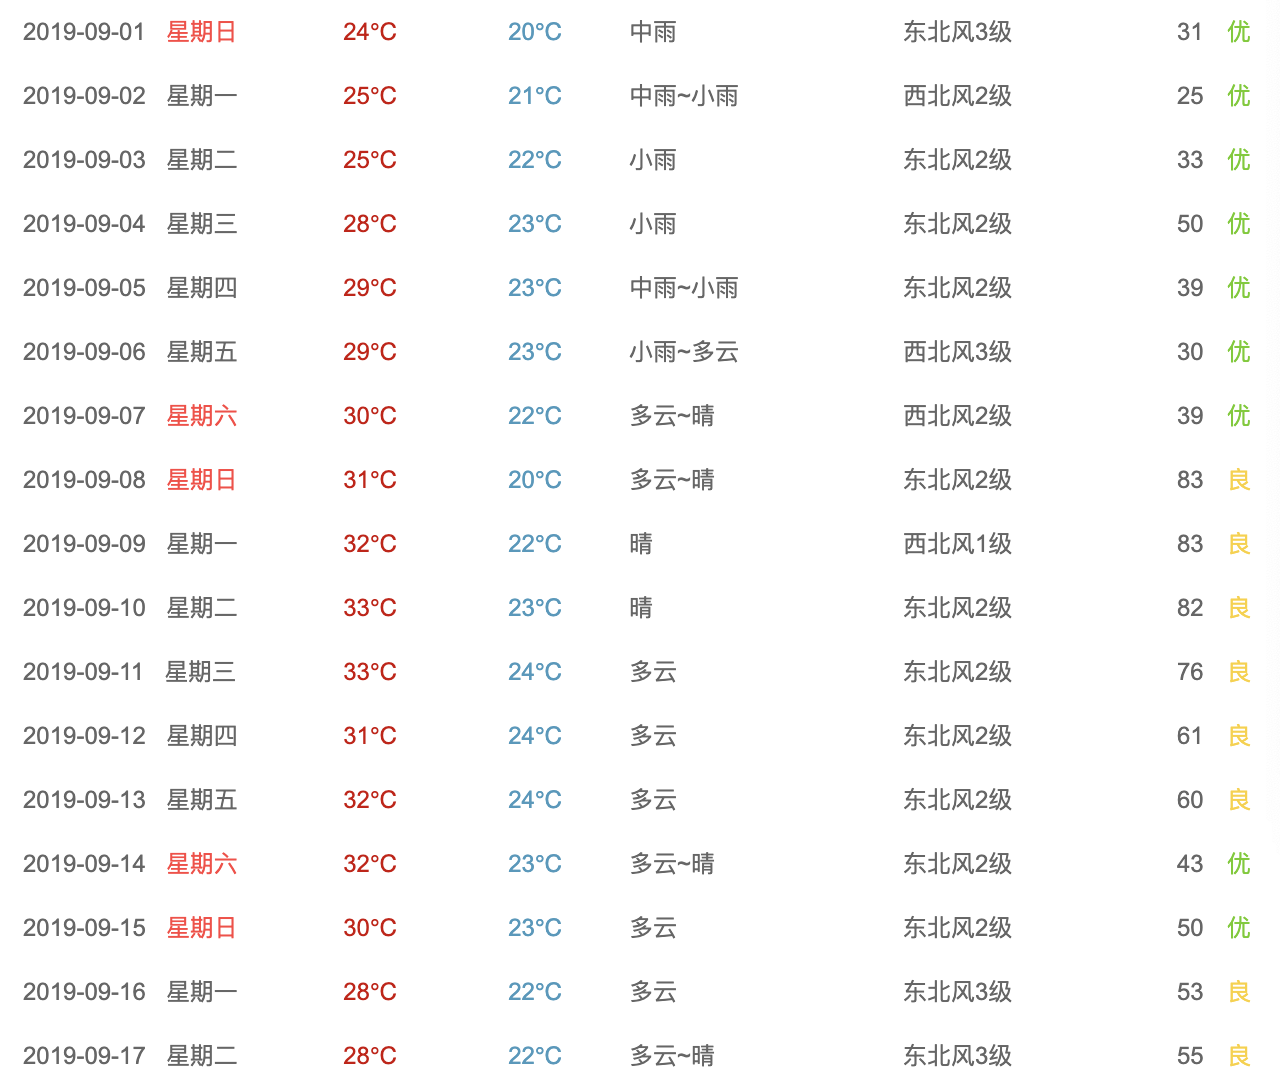 2019-09-01 星期日 24°C 20°C 中雨 东北风3级 31 优
2019-09-02 星期一 25°C 21°C 中雨~小雨 西北风2级 25 优
2019-09-03 星期二 25°C 22°C 小雨 东北风2级 33 优
2019-09-04 星期三 28°C 23°C 小雨 东北风2级 50 优
2019-09-05 星期四 29°C 23°C 中雨~小雨 东北风2级 39 优
2019-09-06 星期五 29°C 23°C 小雨~多云 西北风3级 30 优
2019-09-07 星期六 30°C 22°C 多云~晴 西北风2级 39 优
2019-09-08 星期日 31°C 20°C 多云~晴 东北风2级 83 良
2019-09-09 星期一 32°C 22°C 晴 西北风1级 83 良
2019-09-10 星期二 33°C 23°C 晴 东北风2级 82 良
2019-09-11 星期三 33°C 24°C 多云 东北风2级 76 良
2019-09-12 星期四 31°C 24°C 多云 东北风2级 61 良
2019-09-13 星期五 32°C 24°C 多云 东北风2级 60 良
2019-09-14 星期六 32°C 23°C 多云~晴 东北风2级 43 优
2019-09-15 星期日 30°C 23°C 多云 东北风2级 50 优
2019-09-16 星期一 28°C 22°C 多云 东北风3级 53 良
2019-09-17 星期二 28°C 22°C 多云~晴 东北风3级 55 良